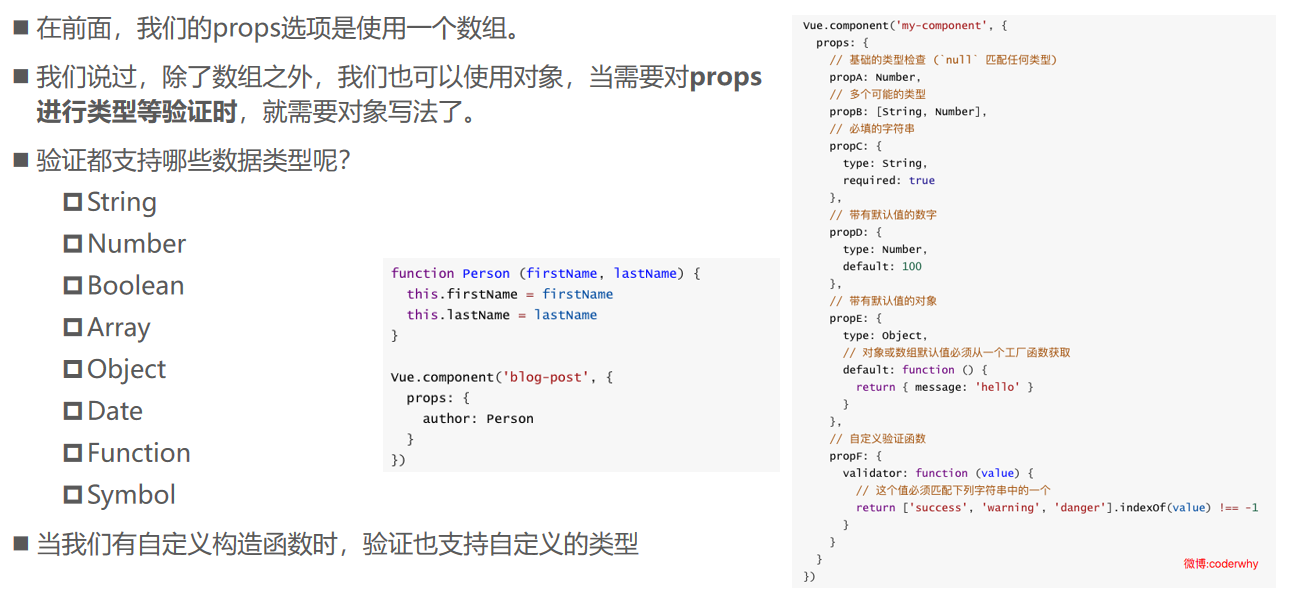 在前面，我们的props选项是使用一个数组。
我们说过，除了数组之外，我们也可以使用对象，当需要对props
进行类型等验证时，就需要对象写法了。
验证都支持哪些数据类型呢？
String
Number
Boolean
Array
Object
Date
Function
Symbol
当我们有自定义构造函数时，验证也支持自定义的类型
function Person (firstName, lastName) {
  this.firstName = firstName
  this.lastName = lastName
}
Vue.component('blog-post', {
  props: {
    author: Person
  }
})
Vue.component('my-component', {
  props: {
    // 基础的类型检查 (`null` 匹配任何类型)
    propA: Number,
    // 多个可能的类型
    propB: [String, Number],
    // 必填的字符串
    propC: {
      type: String,
      required: true
    },
    // 带有默认值的数字
    propD: {
      type: Number,
      default: 100
    },
    // 带有默认值的对象
    propE: {
      type: Object,
      // 对象或数组默认值必须从一个工厂函数获取
      default: function () {
        return { message: 'hello' }
      }
    },
    // 自定义验证函数
    propF: {
      validator: function (value) {
        // 这个值必须匹配下列字符串中的一个
        return ['success', 'warning', 'danger'].indexOf(value) !== -1
      }
    }
  }
})
微博:coderwhy